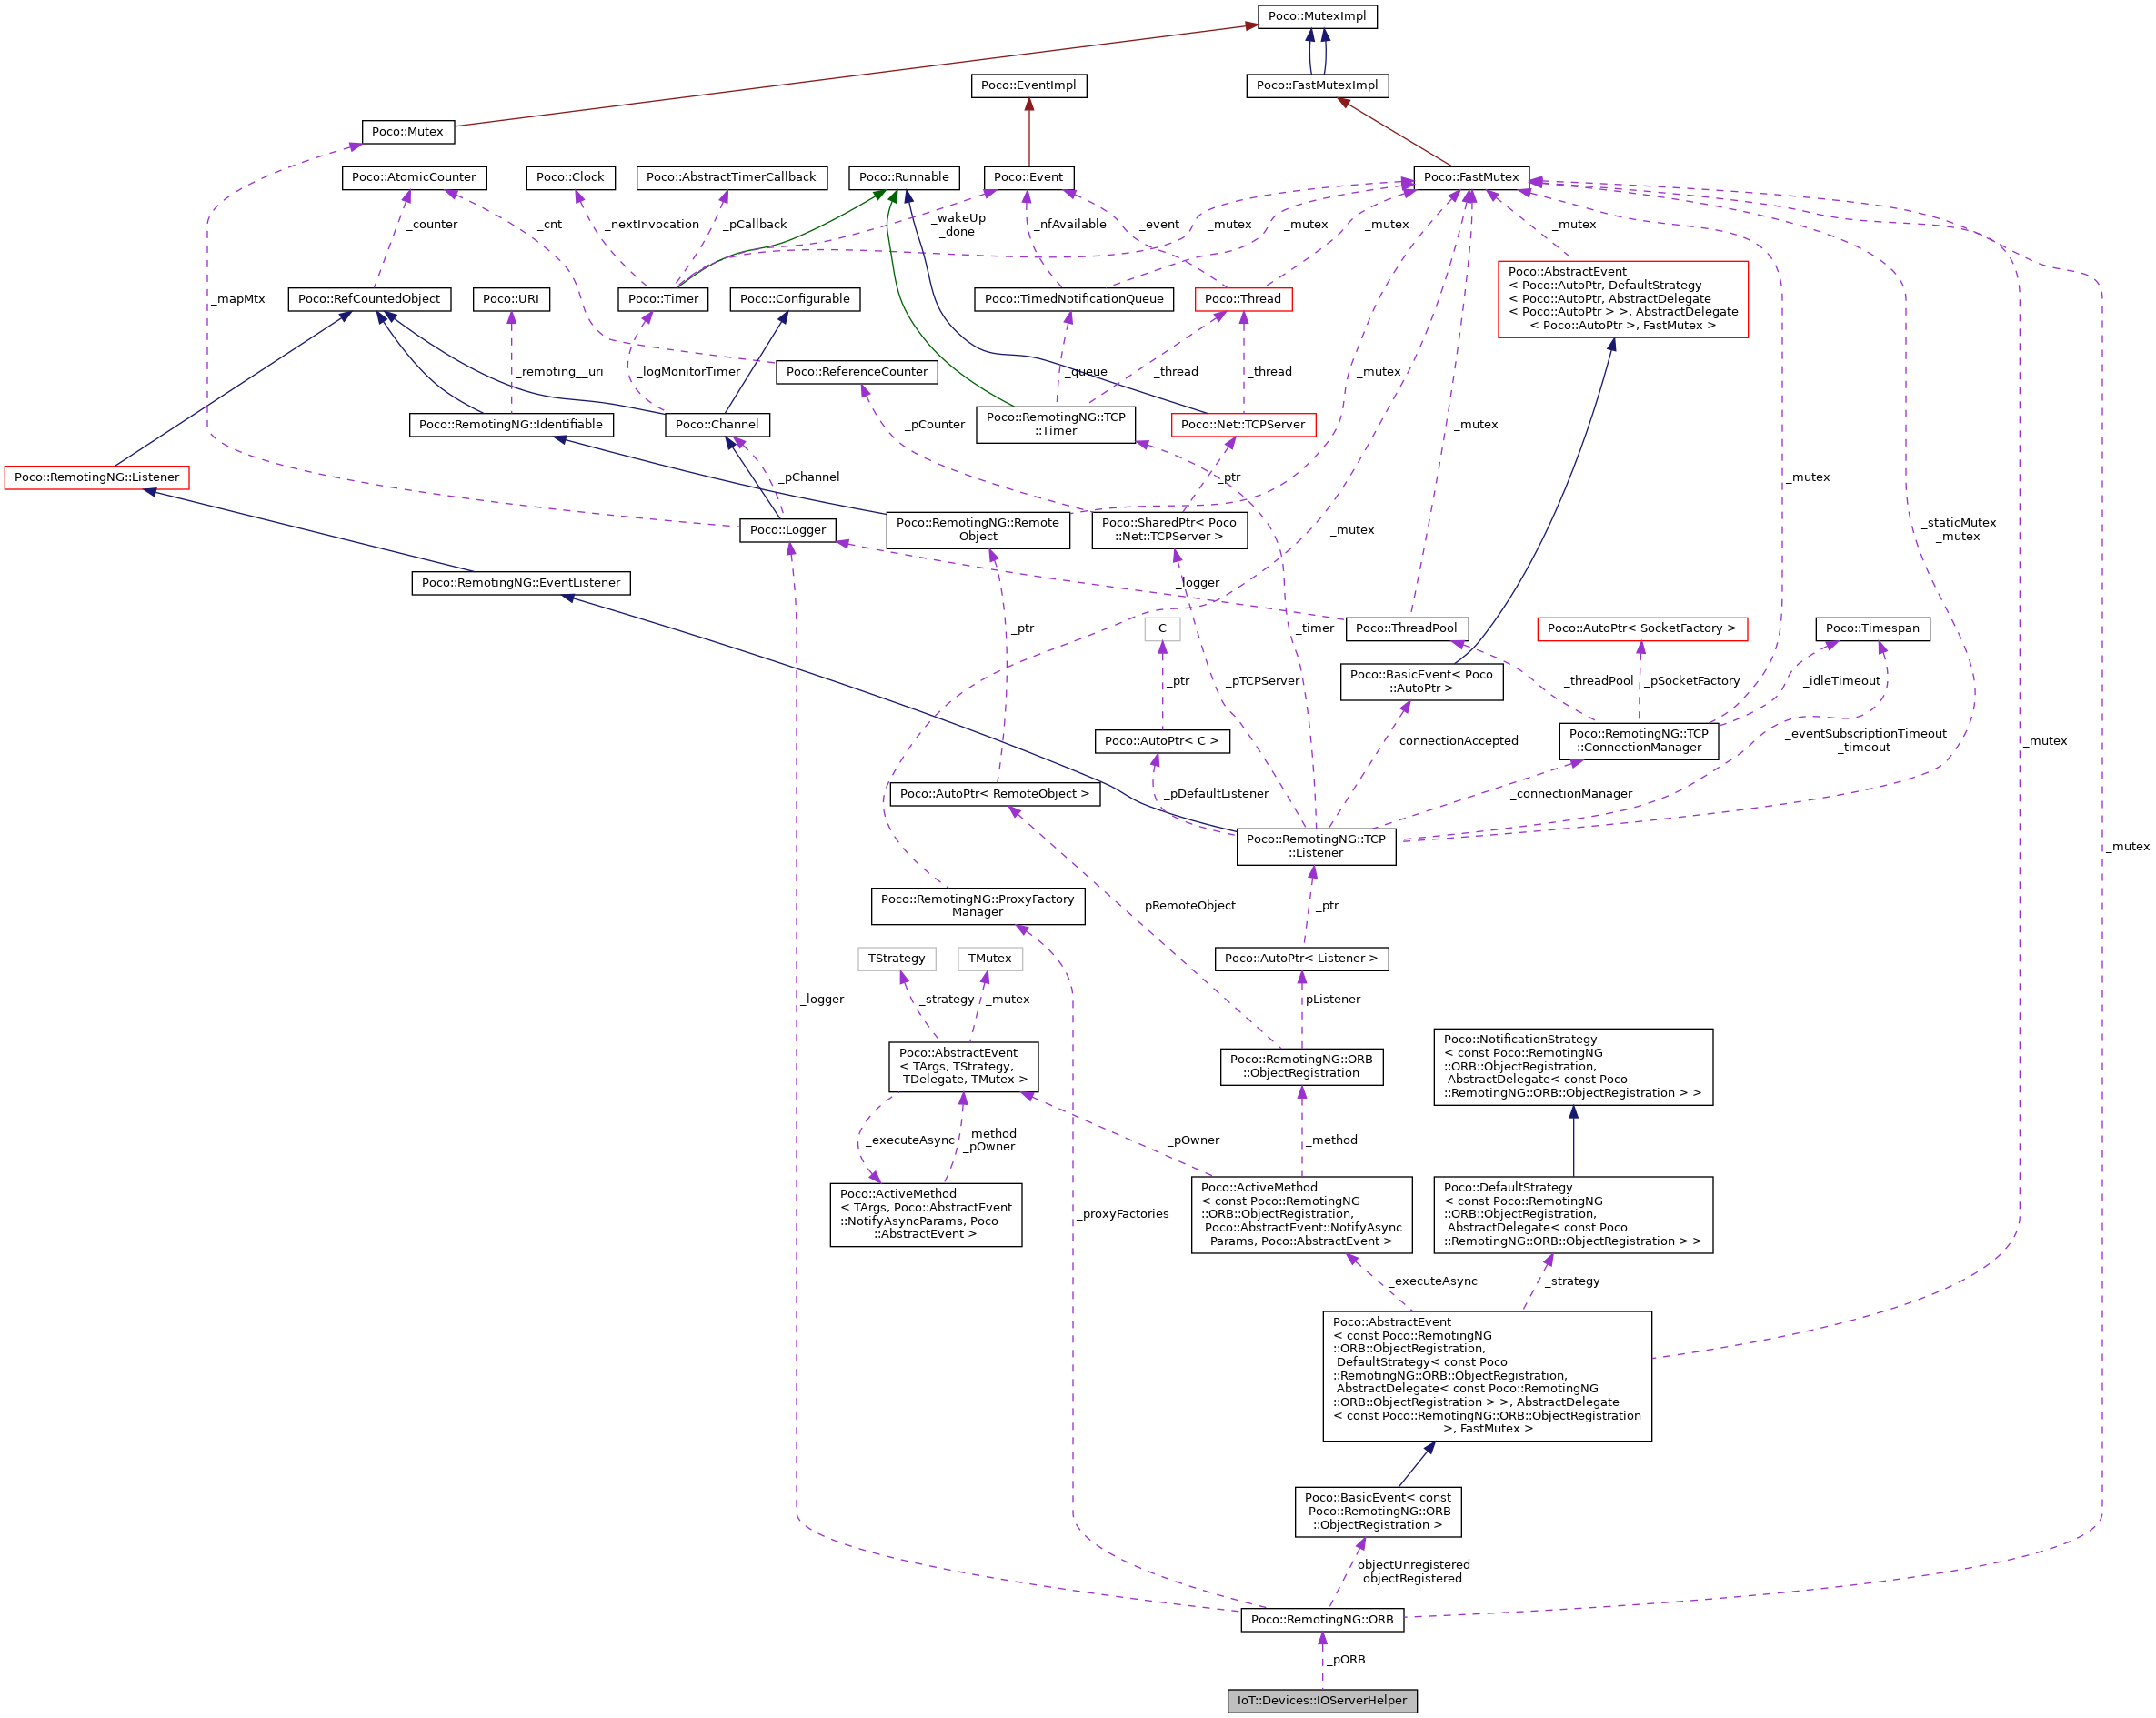 Poco::MutexImpl
Poco::EventImpl
Poco::FastMutexImpl
Poco::Mutex
Poco::AtomicCounter
Poco::Clock
Poco::AbstractTimerCallback
Poco::Runnable
Poco::Event
Poco::FastMutex
_counter
_cnt
_nextInvocation
_pCallback
_wakeUp
_done
_nfAvailable
_event
_mutex
_mutex
_mutex
_mutex
_mapMtx
Poco::RefCountedObject
Poco::URI
Poco::Timer
Poco::Configurable
Poco::TimedNotificationQueue
Poco::Thread
Poco::AbstractEvent
< Poco::AutoPtr, DefaultStrategy
< Poco::AutoPtr, AbstractDelegate
< Poco::AutoPtr > >, AbstractDelegate
< Poco::AutoPtr >, FastMutex >
_remoting__uri
_logMonitorTimer
Poco::ReferenceCounter
_queue
_thread
_thread
_mutex
Poco::RemotingNG::Identifiable
Poco::Channel
_pCounter
Poco::RemotingNG::TCP
::Timer
Poco::Net::TCPServer
_mutex
Poco::RemotingNG::Listener
_pChannel
_ptr
_mutex
Poco::Logger
Poco::RemotingNG::Remote
Object
Poco::SharedPtr< Poco
::Net::TCPServer >
_mutex
_staticMutex
_mutex
Poco::RemotingNG::EventListener
_logger
_ptr
C
_timer
Poco::ThreadPool
Poco::AutoPtr< SocketFactory >
Poco::Timespan
_ptr
_pTCPServer
Poco::BasicEvent< Poco
::AutoPtr >
_threadPool
_pSocketFactory
_idleTimeout
Poco::AutoPtr< C >
connectionAccepted
Poco::RemotingNG::TCP
::ConnectionManager
_eventSubscriptionTimeout
_timeout
_mutex
Poco::AutoPtr< RemoteObject >
_pDefaultListener
_connectionManager
Poco::RemotingNG::TCP
::Listener
_mutex
Poco::RemotingNG::ProxyFactory
Manager
pRemoteObject
_ptr
TStrategy
TMutex
Poco::AutoPtr< Listener >
_logger
_strategy
_mutex
pListener
Poco::AbstractEvent
< TArgs, TStrategy,
TDelegate, TMutex >
Poco::RemotingNG::ORB
::ObjectRegistration
Poco::NotificationStrategy
< const Poco::RemotingNG
::ORB::ObjectRegistration,
AbstractDelegate< const Poco
::RemotingNG::ORB::ObjectRegistration > >
_executeAsync
_method
_pOwner
_pOwner
_method
Poco::ActiveMethod
< TArgs, Poco::AbstractEvent
::NotifyAsyncParams, Poco
::AbstractEvent >
_proxyFactories
Poco::ActiveMethod
< const Poco::RemotingNG
::ORB::ObjectRegistration,
Poco::AbstractEvent::NotifyAsync
Params, Poco::AbstractEvent >
Poco::DefaultStrategy
< const Poco::RemotingNG
::ORB::ObjectRegistration,
AbstractDelegate< const Poco
::RemotingNG::ORB::ObjectRegistration > >
_executeAsync
_strategy
Poco::AbstractEvent
< const Poco::RemotingNG
::ORB::ObjectRegistration,
DefaultStrategy< const Poco
::RemotingNG::ORB::ObjectRegistration,
AbstractDelegate< const Poco::RemotingNG
::ORB::ObjectRegistration > >, AbstractDelegate
< const Poco::RemotingNG::ORB::ObjectRegistration
>, FastMutex >
Poco::BasicEvent< const
Poco::RemotingNG::ORB
::ObjectRegistration >
objectUnregistered
objectRegistered
Poco::RemotingNG::ORB
_pORB
IoT::Devices::IOServerHelper